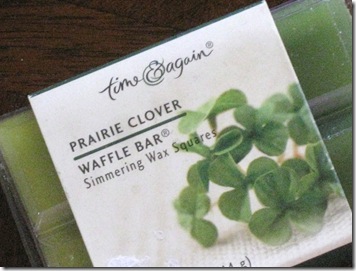 time & again®
PRAIRIE CLOVER
WAFFLE BAR®
Simmering Wax Squares
g)